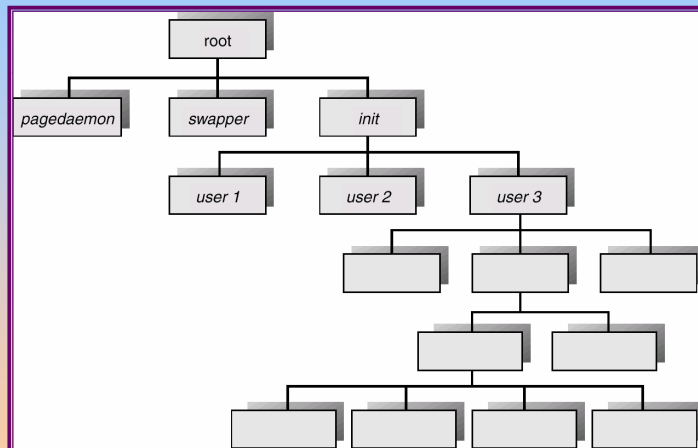 root
pagedaemon swapper init
user 1 user 2 user 3